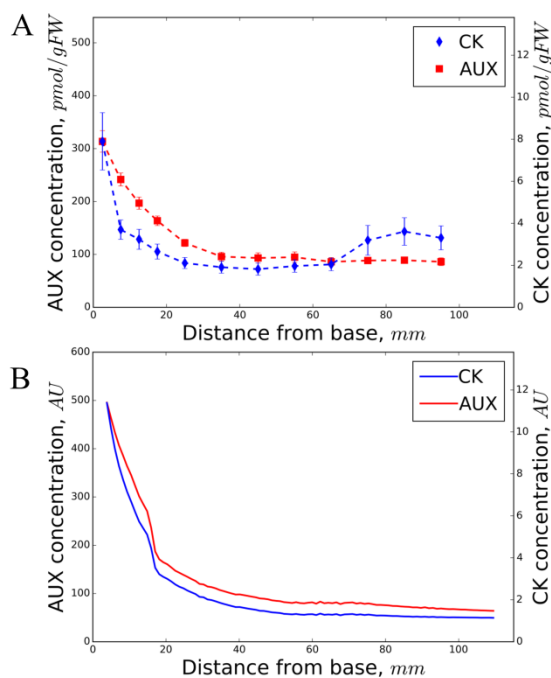 A
AUX concentration, pmol/gFW
500
400
300
200
100
0
CK
AUX
12
10
8
6
4
2
0
CK concentration, pmol/gFW
0 20 40 60 80 100
Distance from base, mm
B
AUX concentration, AU
600
500
400
300
200
100
0
CK
AUX
12
10
8
6
4
2
0
CK concentration, AU
0 20 40 60 80 100
Distance from base, mm